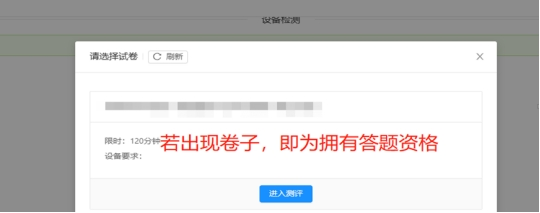 设备检测
请选择试卷 刷新
限时：120分钟
若出现卷子，即为拥有答题资格
设备要求：
进入测评